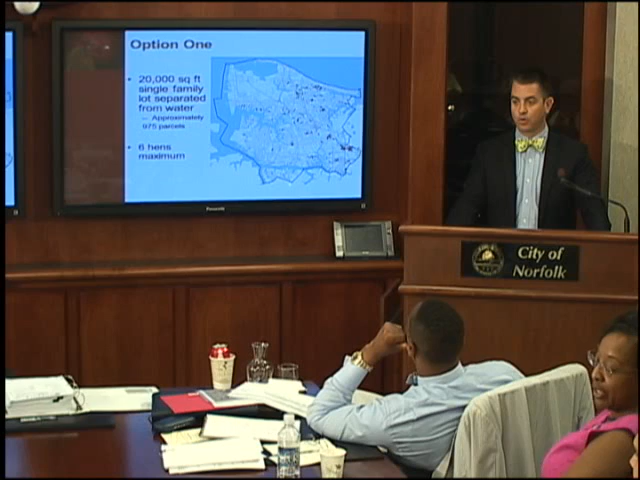 Option One
• 20,000 sq ft
single family
lot separated
from water
— Approximately
975 parcels
• 6 hens
maximum
Panasonic
City of
Norfolk